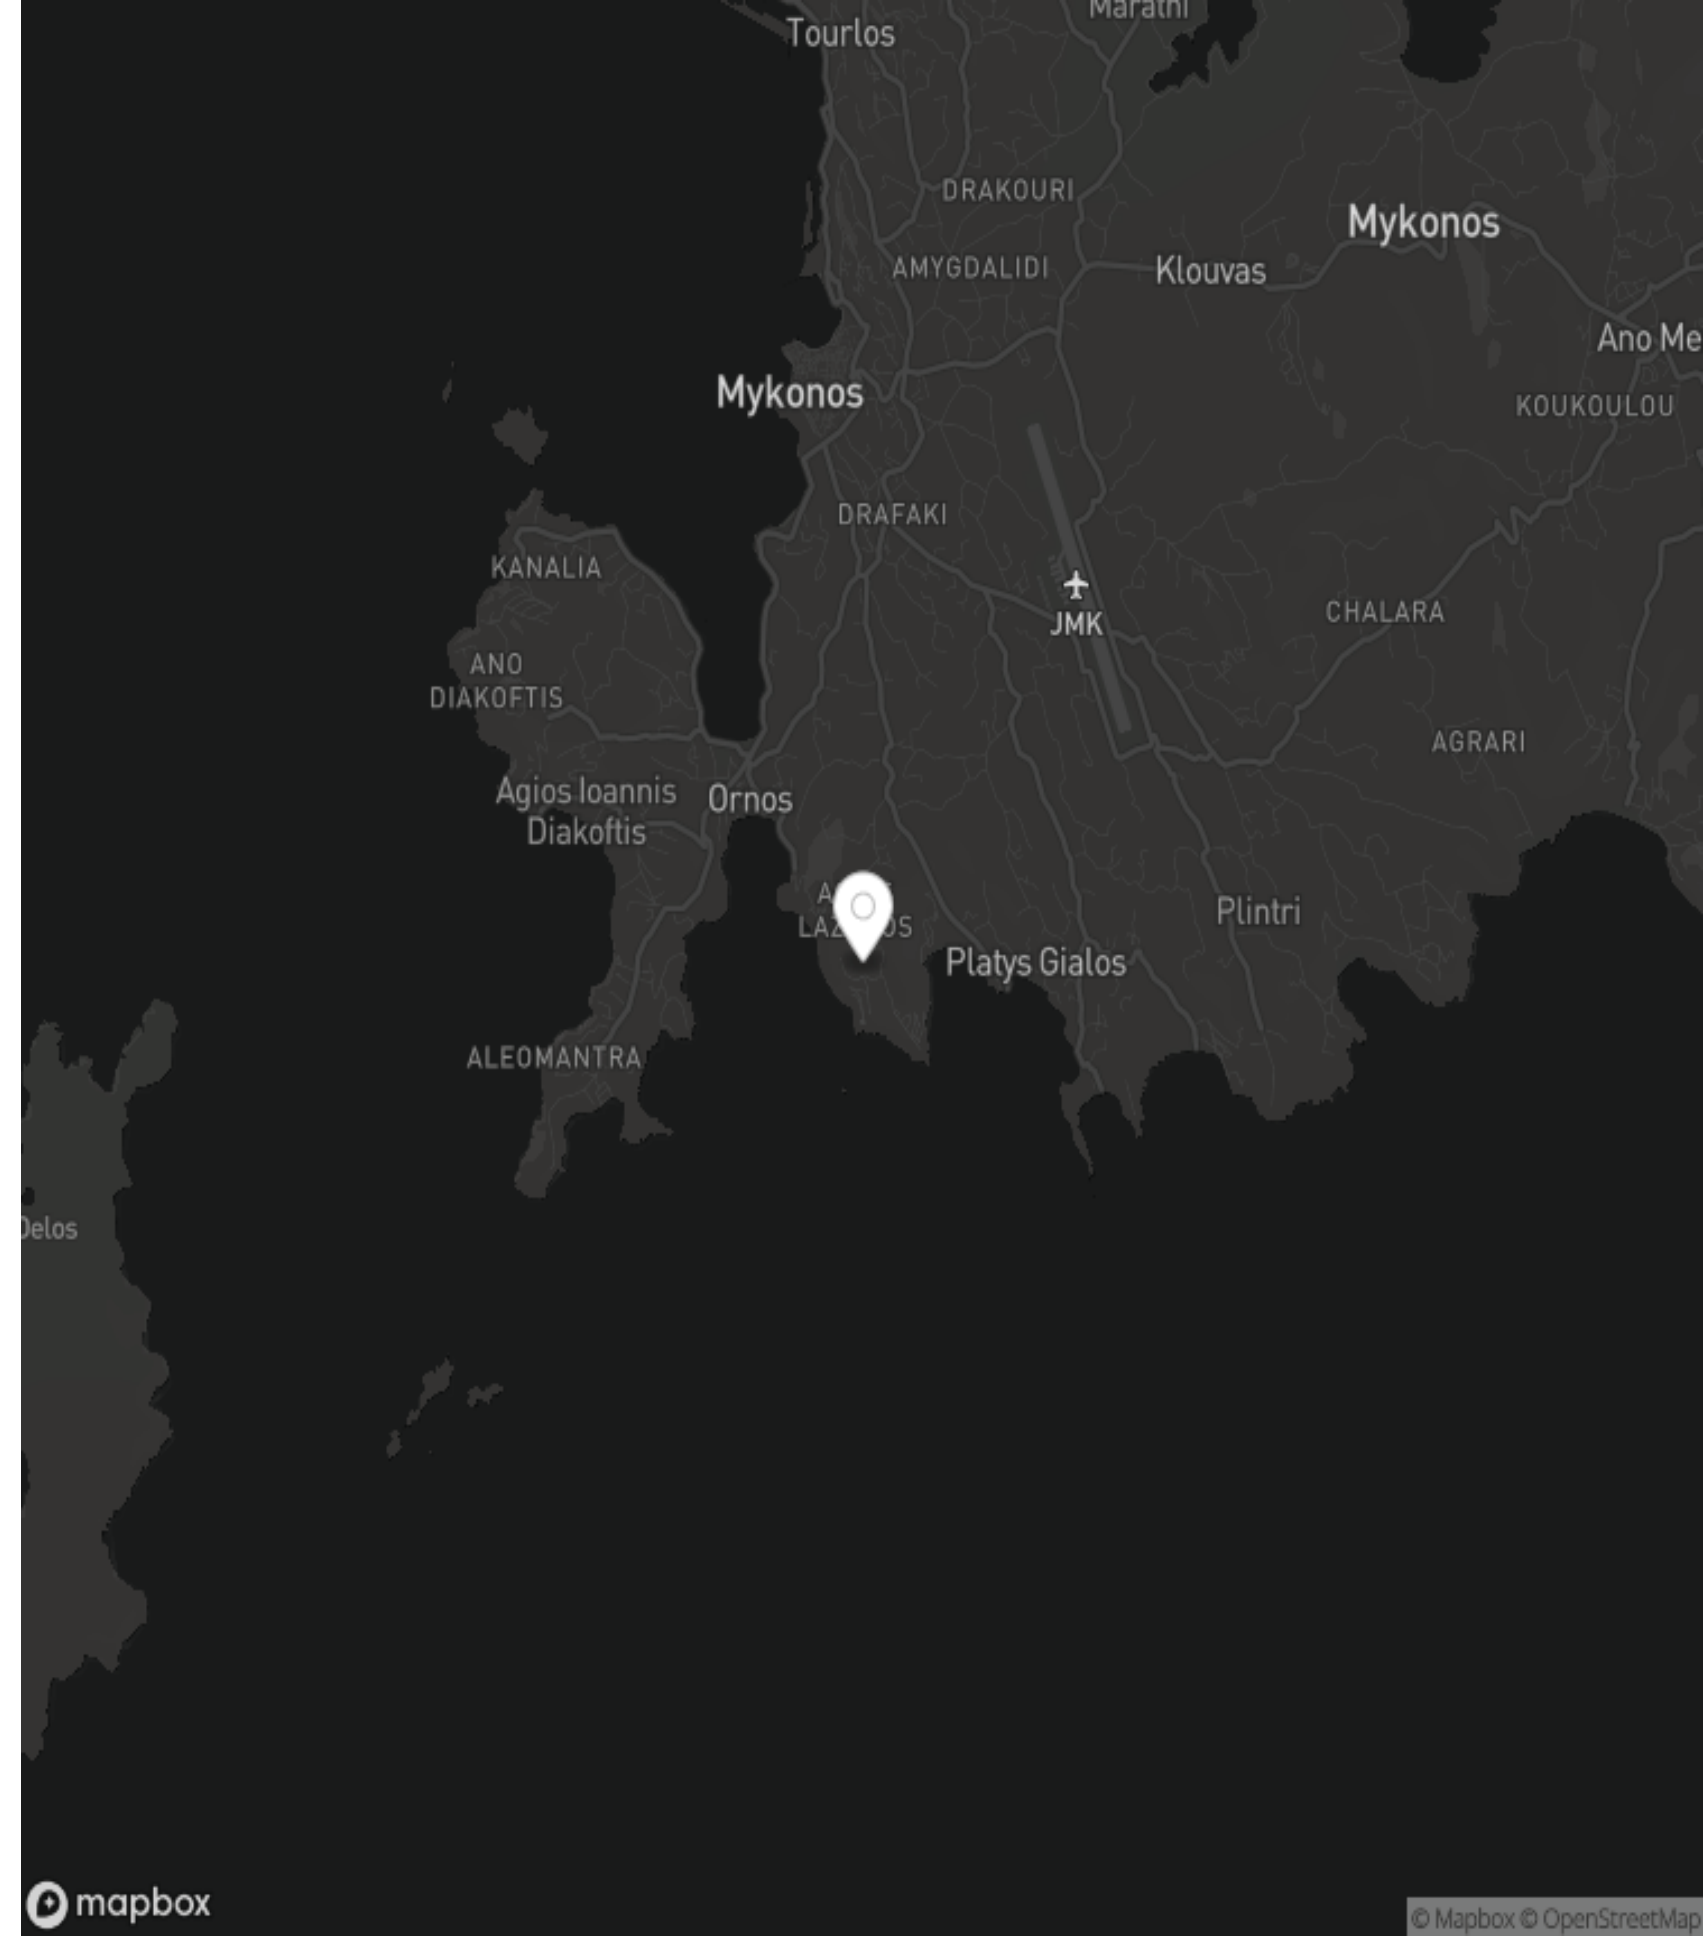 Marathi
Tourlos
DRAKOURI
Mykonos
AMYGDALIDI
Klouvas
Ano Me
Mykonos
KOUKOULOU
DRAFAKI
KANALIA
JMK
CHALARA
ANO
DIAKOFTIS
AGRARI
Agios Ioannis
Diakoftis
Ornos
Plintri
Platys Gialos
ALEOMANTRA
Delos
mapbox
© Mapbox © OpenStreetMap